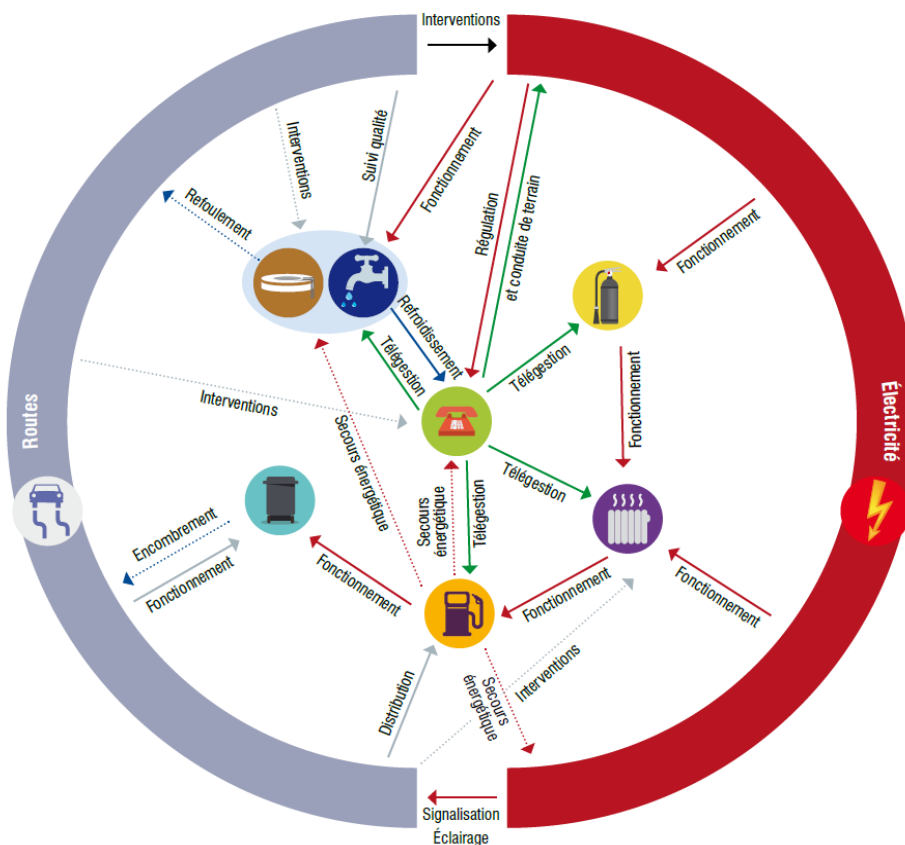 Interventions
Interventions
Suivi qualité
Fonctionnement
Régulation
et conduite de terrain
Refoulement
Fonctionnement
Refroidissement
Télégestion
Télégestion
Fonctionnement
Interventions
Secours énergétique
Routes
Électricité
Télégestion
Secours
énergétique
Télégestion
Encombrement
Fonctionnement
Fonctionnement
Fonctionnement
Fonctionnement
Distribution
Secours
énergétique
Interventions
Signalisation
Éclairage